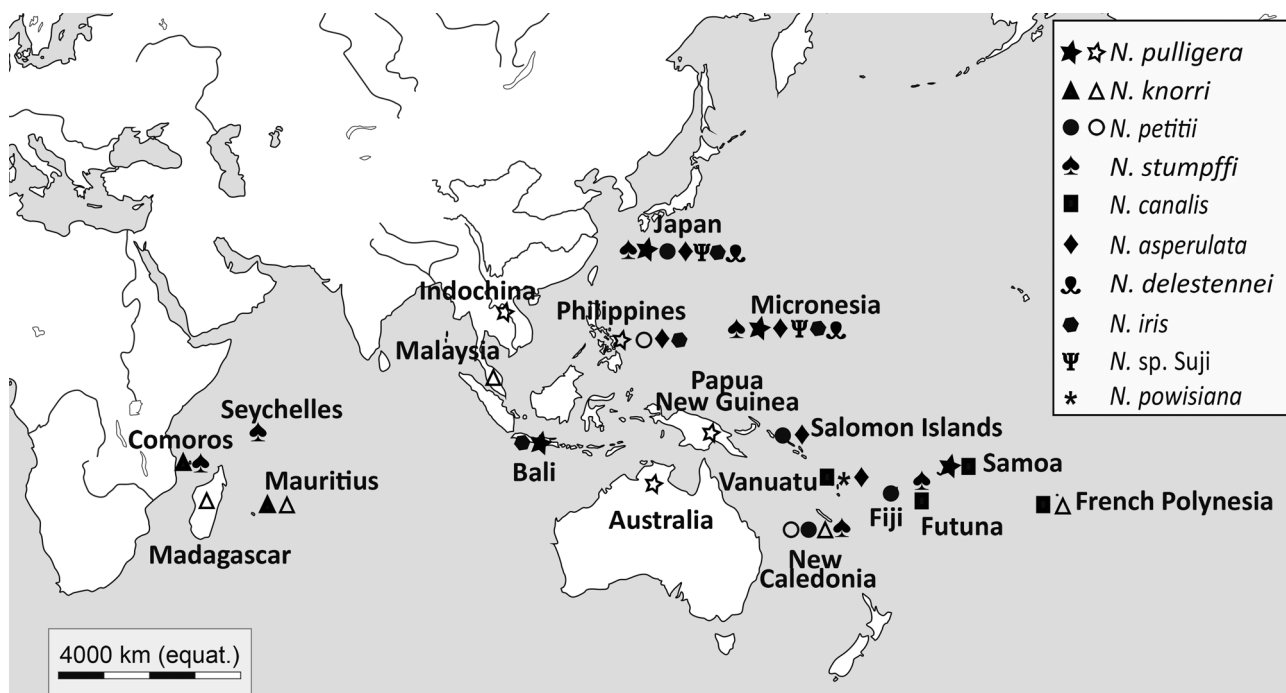 N. pulligera
N. knorri
N. petitii
N. stumpffi
N. canalis
N. asperulata
N. delestennei
N. iris
Ψ N. sp. Suji
* N. powisiana
Japan
Ψ
Indochina
Philippines
Micronesia
Ψ
Malaysia
Papua
New Guinea
Seychelles
Salomon Islands
Comoros
Samoa
Bali
Mauritius
Vanuatu
*
French Polynesia
Australia
Fiji
Futuna
Madagascar
New
Caledonia
4000 km (equat.)